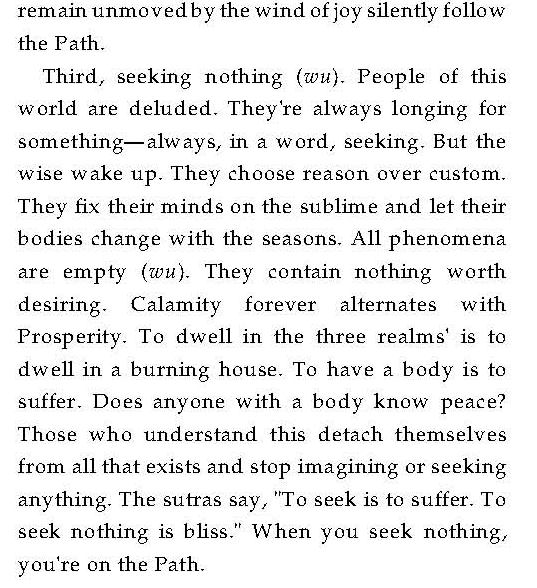 remain unmoved by the wind of joy silently follow
the Path.
Third, seeking nothing (wu). People of this
world are deluded. They're always longing for
something—always, in a word, seeking. But the
wise wake up. They choose reason over custom.
They fix their minds on the sublime and let their
bodies change with the seasons. All phenomena
are empty (wu). They contain nothing worth
desiring. Calamity forever alternates with
Prosperity. To dwell in the three realms' is to
dwell in a burning house. To have a body is to
suffer. Does anyone with a body know peace?
Those who understand this detach themselves
from all that exists and stop imagining or seeking
anything. The sutras say, "To seek is to suffer. To
seek nothing is bliss." When you seek nothing,
you're on the Path.